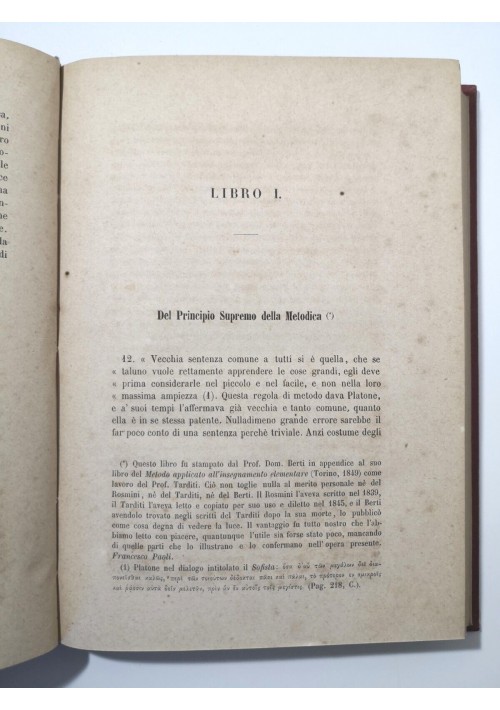 a,
ni
ro
o-
le
ce
na
n-
ne
e.
la-
di
LIBRO I.
Del Principio Supremo della Metodica (*)
12. « Vecchia sentenza comune a tutti si è quella, che se
« taluno vuole rettamente apprendere le cose grandi, egli deve
« prima considerarle nel piccolo e nel facile, e non nella loro
« massima ampiezza (1). Questa regola di metodo dava Platone,
e a' suoi tempi l'affermava già vecchia e tanto comune, quanto
ella è in se stessa patente. Nulladimeno grande errore sarebbe il
far poco conto di una sentenza perchè triviale. Anzi costume degli
(*) Questo libro fu stampato dal Prof. Dom. Berti in appendice al suo
libro del Metodo applicato all'insegnamento elementare (Torino, 1849) come
lavoro del Prof. Tarditi. Ciò non toglie nulla al merito personale nè del
Rosmini, nè del Tarditi, nè del Berti. Il Rosmini l'aveva scritto nel 1839,
il Tarditi l'aveva letto e copiato per suo uso e diletto nel 1845, e il Berti
avendolo trovato negli scritti del Tarditi dopo la sua morte, lo pubblicò
come cosa degna di vedere la luce. Il vantaggio fu tutto nostro che l'ab-
biamo letto con piacere, quantunque l'utile sia forse stato poco, mancando
di quelle parti che lo illustrano e lo confermano nell'opera presente.
Francesco Paoli.
(1) Platone nel dialogo intitolato il Sofista:
(Pag. 218, C.).